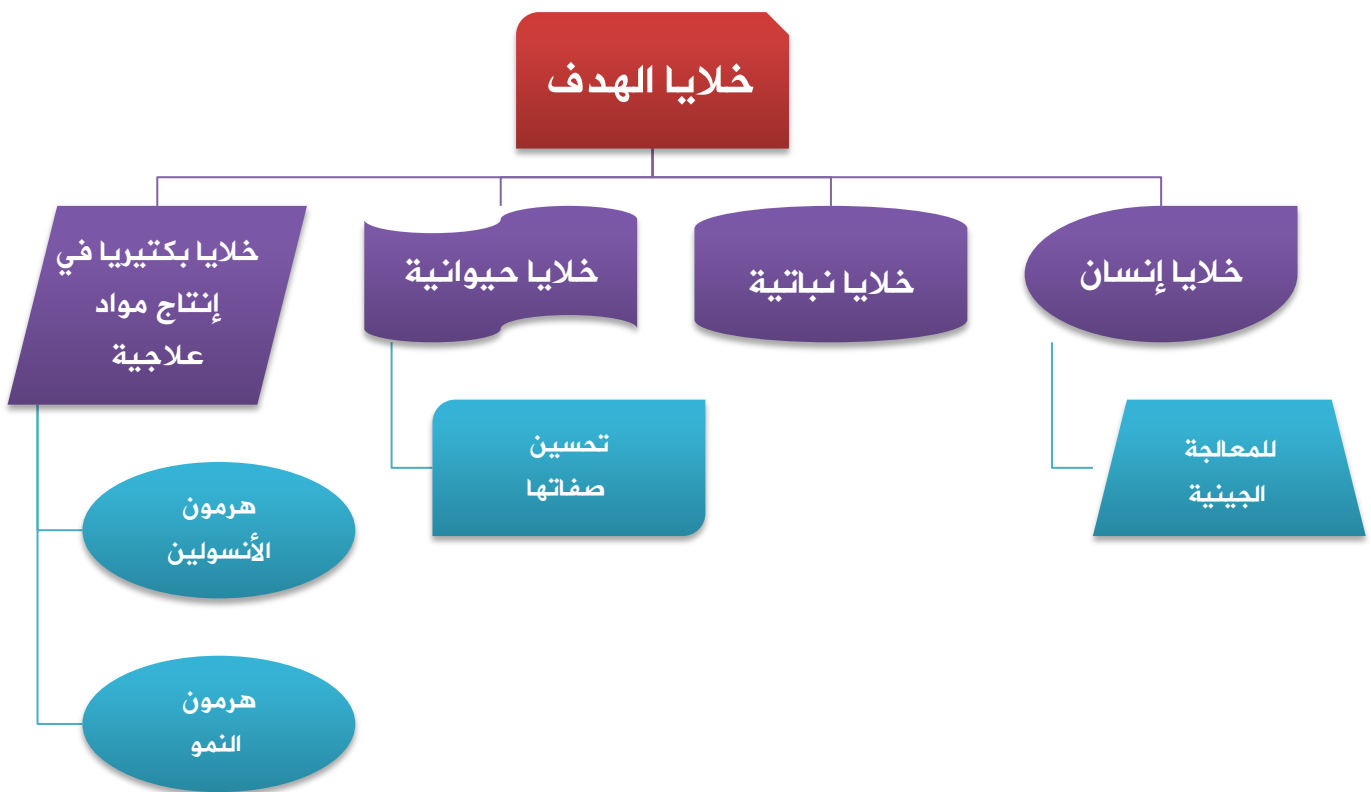 خلايا الهدف
خلايا إنسان
خلايا نباتية
خلايا حيوانية
خلايا بكتيريا في
إنتاج مواد
علاجية
للمعالجة
الجينية
تحسين
صفاتها
هرمون
الأنسولين
هرمون
النمو